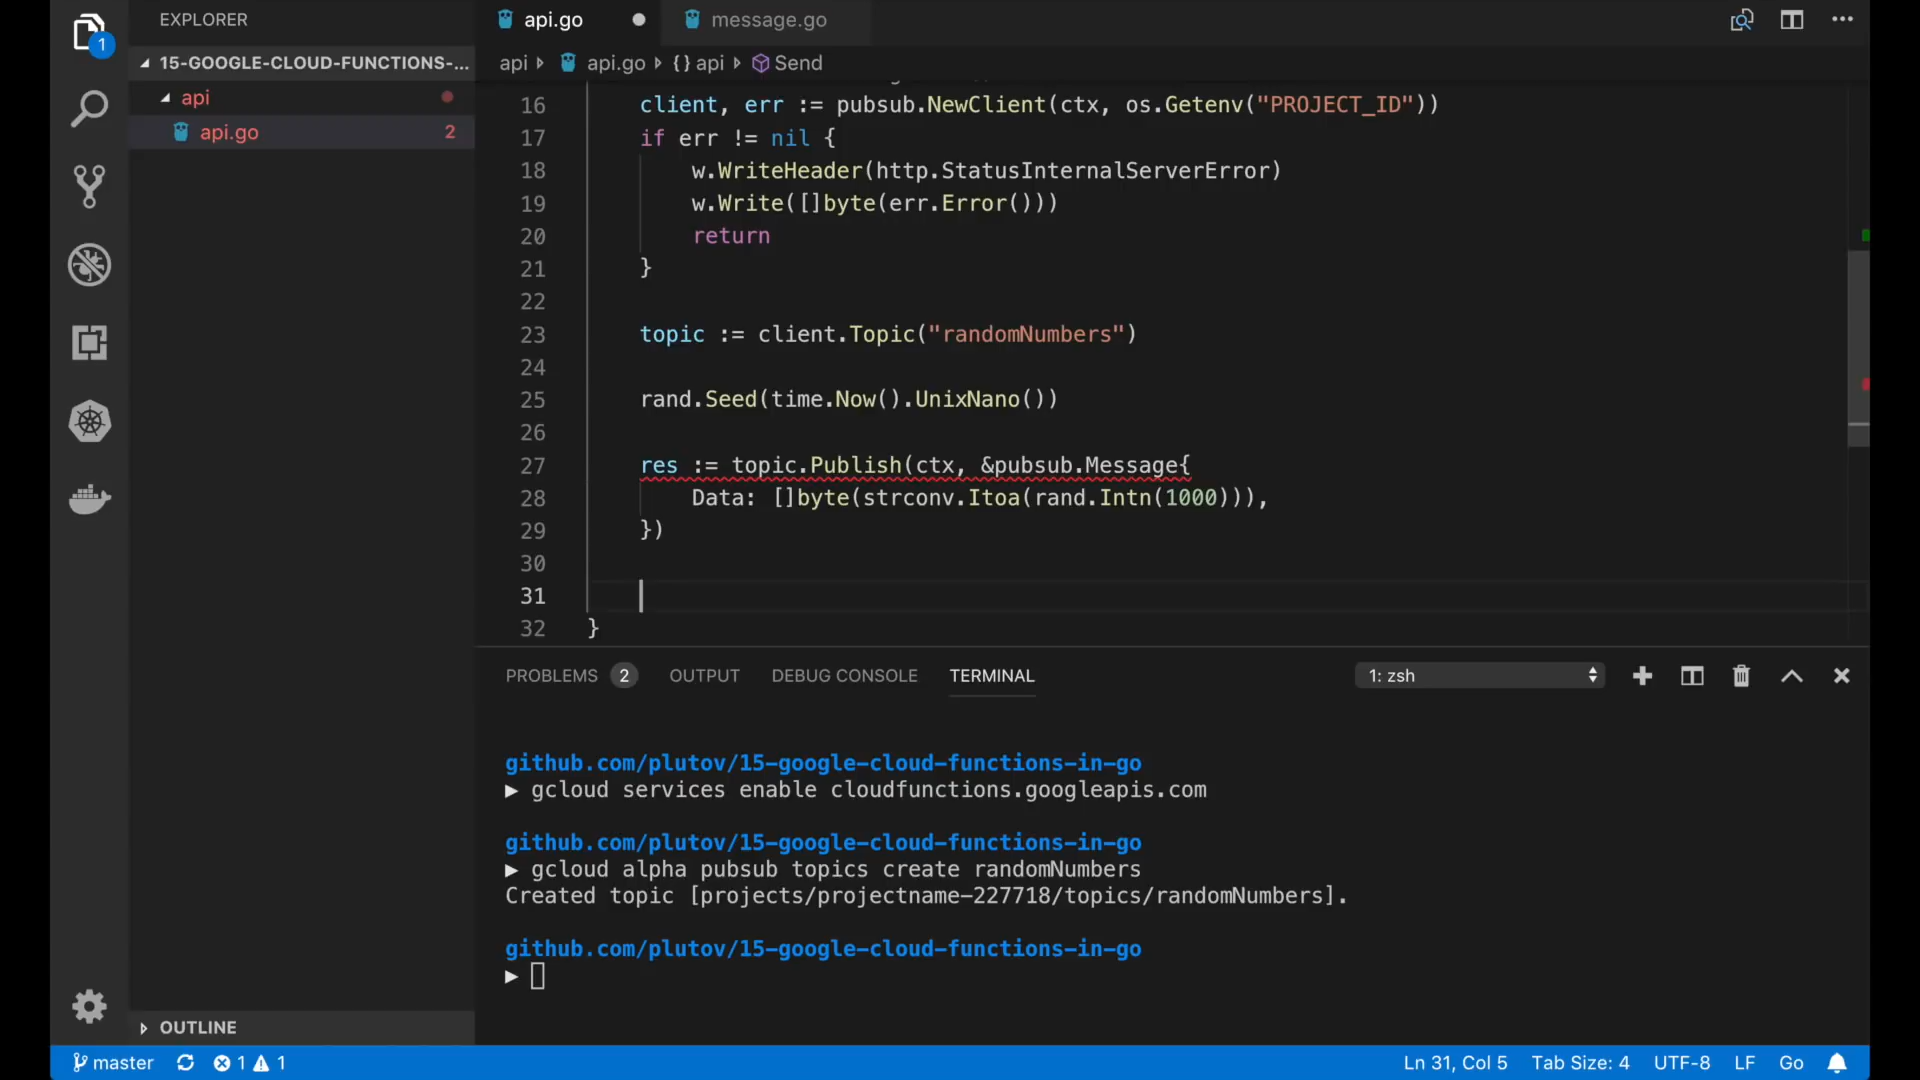 EXPLORER
api.go
message.go
1
15-GOOGLE-CLOUD-FUNCTIONS-...
api
api.go 2
api api.go {} api Send
16 client, err := pubsub.NewClient(ctx, os.Getenv("PROJECT_ID"))
17 if err != nil {
18 w.WriteHeader(http.StatusInternalServerError)
19 w.Write([]byte(err.Error()))
20 return
21 }
22
23 topic := client.Topic("randomNumbers")
24
25 rand.Seed(time.Now().UnixNano())
26
27 res := topic.Publish(ctx, &pubsub.Message{
28 Data: []byte(strconv.Itoa(rand.Intn(1000))),
29 })
30
31
32 }
PROBLEMS 2 OUTPUT DEBUG CONSOLE TERMINAL 1: zsh
github.com/plutov/15-google-cloud-functions-in-go
▶ gcloud services enable cloudfunctions.googleapis.com
github.com/plutov/15-google-cloud-functions-in-go
▶ gcloud alpha pubsub topics create randomNumbers
Created topic [projects/projectname-227718/topics/randomNumbers].
github.com/plutov/15-google-cloud-functions-in-go
▶
OUTLINE
master 1 1 Ln 31, Col 5 Tab Size: 4 UTF-8 LF Go